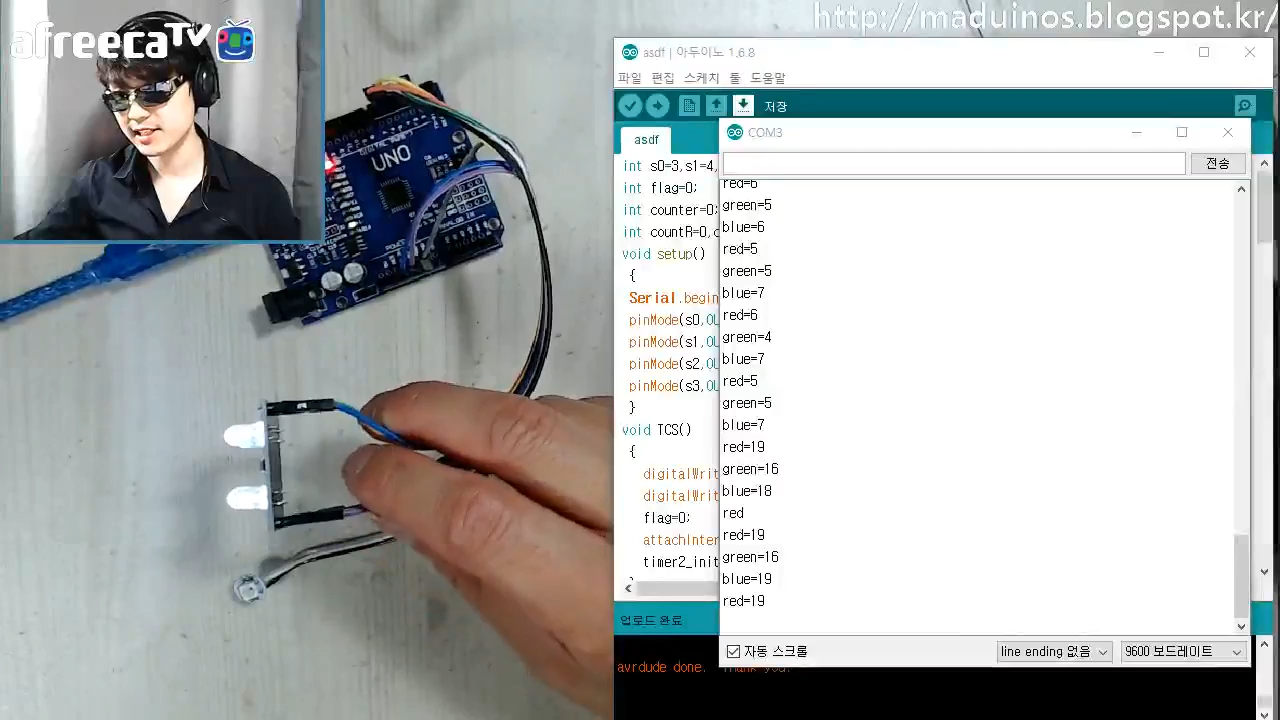 http://maduinos.blogspot.kr/
afreecaTV
UNO
asdf | 아두이노 1.6.8
파일 편집 스케치 툴 도움말
저장
asdf
int s0=3,s1=4,
int flag=0;
int counter=0;
int countR=0,
void setup()
{
Serial.begin
pinMode(s0,OU
pinMode(s1,OU
pinMode(s2,OU
pinMode(s3,OU
}
void TCS()
{
digitalWrit
digitalWrit
flag=0;
attachInter
timer2_init
업로드 완료
avrdude done. Thank you.
COM3
전송
red=6
green=5
blue=6
red=5
green=5
blue=7
red=6
green=4
blue=7
red=5
green=5
blue=7
red=19
green=16
blue=18
red
red=19
green=16
blue=19
red=19
자동 스크롤
line ending 없음
9600 보드레이트